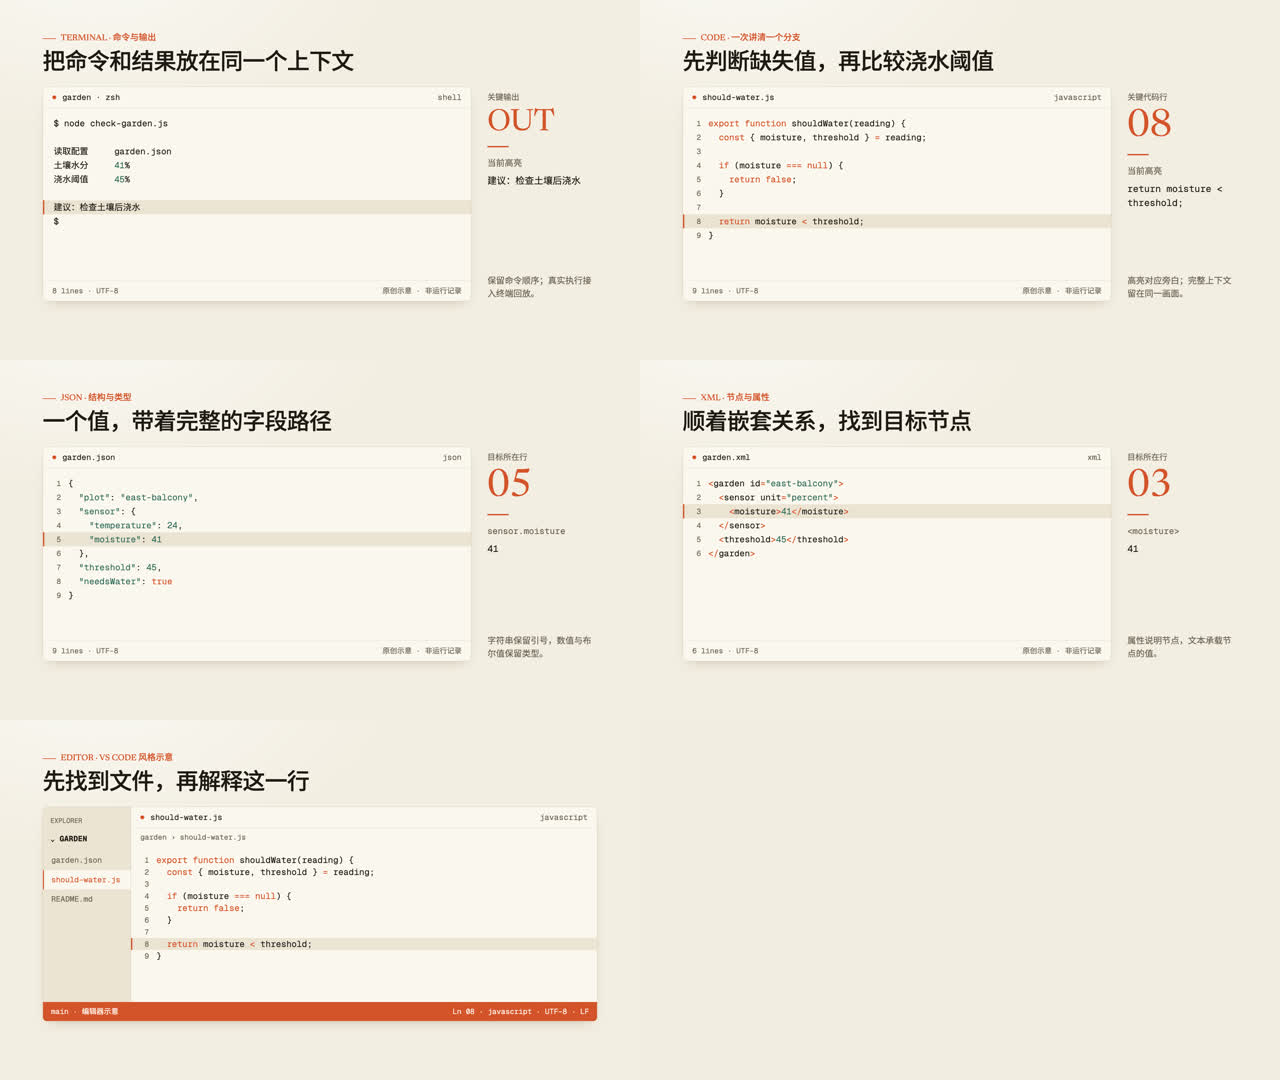 TERMINAL · 命令与输出
把命令和结果放在同一个上下文
garden · zsh shell
$ node check-garden.js
读取配置 garden.json
土壤水分 41%
浇水阈值 45%
建议：检查土壤后浇水
$
8 lines · UTF-8 原创示意 · 非运行记录
关键输出
OUT
当前高亮
建议：检查土壤后浇水
保留命令顺序；真实执行接
入终端回放。
CODE · 一次讲清一个分支
先判断缺失值，再比较浇水阈值
should-water.js javascript
1 export function shouldWater(reading) {
2 const { moisture, threshold } = reading;
3
4 if (moisture === null) {
5 return false;
6 }
7
8 return moisture < threshold;
9 }
9 lines · UTF-8 原创示意 · 非运行记录
关键代码行
08
当前高亮
return moisture <
threshold;
高亮对应旁白；完整上下文
留在同一画面。
JSON · 结构与类型
一个值，带着完整的字段路径
garden.json json
1 {
2 "plot": "east-balcony",
3 "sensor": {
4 "temperature": 24,
5 "moisture": 41
6 },
7 "threshold": 45,
8 "needsWater": true
9 }
9 lines · UTF-8 原创示意 · 非运行记录
目标所在行
05
sensor.moisture
41
字符串保留引号，数值与布
尔值保留类型。
XML · 节点与属性
顺着嵌套关系，找到目标节点
garden.xml xml
1 <garden id="east-balcony">
2 <sensor unit="percent">
3 <moisture>41</moisture>
4 </sensor>
5 <threshold>45</threshold>
6 </garden>
6 lines · UTF-8 原创示意 · 非运行记录
目标所在行
03
<moisture>
41
属性说明节点，文本承载节
点的值。
EDITOR · VS CODE 风格示意
先找到文件，再解释这一行
EXPLORER
GARDEN
garden.json
should-water.js
README.md
should-water.js javascript
garden › should-water.js
1 export function shouldWater(reading) {
2 const { moisture, threshold } = reading;
3
4 if (moisture === null) {
5 return false;
6 }
7
8 return moisture < threshold;
9 }
main · 编辑器示意 Ln 08 · javascript · UTF-8 · LF